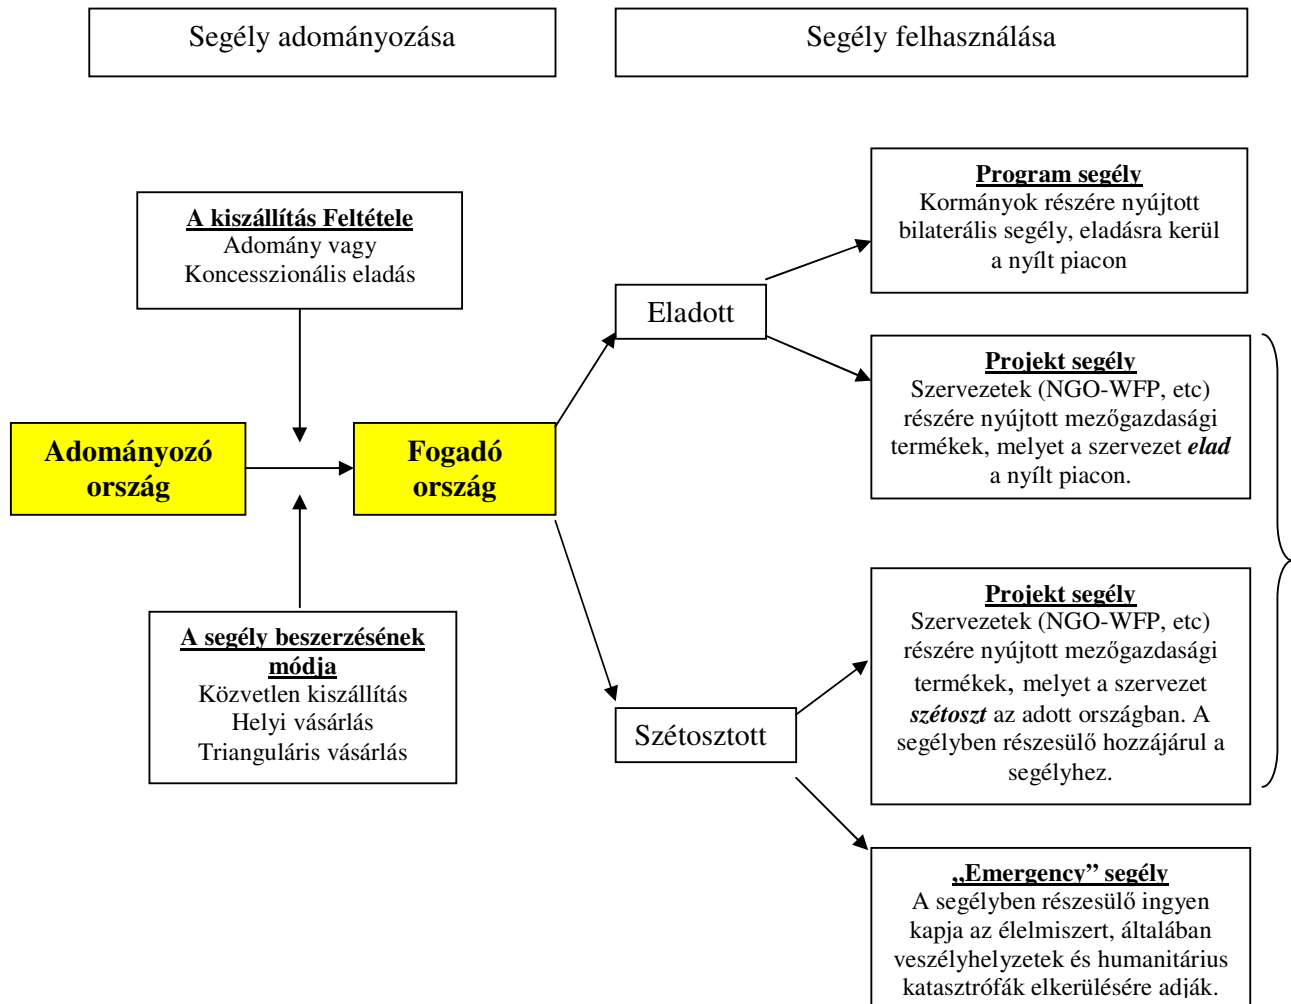 Segély adományozása
Segély felhasználása
A kiszállítás Feltétele
Adomány vagy
Koncesszionális eladás
Adományozó
ország
Fogadó
ország
A segély beszerzésének
módja
Közvetlen kiszállítás
Helyi vásárlás
Trianguláris vásárlás
Eladott
Szétosztott
Program segély
Kormányok részére nyújtott
bilaterális segély, eladásra kerül
a nyílt piacon
Projekt segély
Szervezetek (NGO-WFP, etc)
részére nyújtott mezőgazdasági
termékek, melyet a szervezet elad
a nyílt piacon.
Projekt segély
Szervezetek (NGO-WFP, etc)
részére nyújtott mezőgazdasági
termékek, melyet a szervezet
szétoszt az adott országban. A
segélyben részesülő hozzájárul a
segélyhez.
„Emergency” segély
A segélyben részesülő ingyen
kapja az élelmiszert, általában
veszélyhelyzetek és humanitárius
katasztrófák elkerülésére adják.